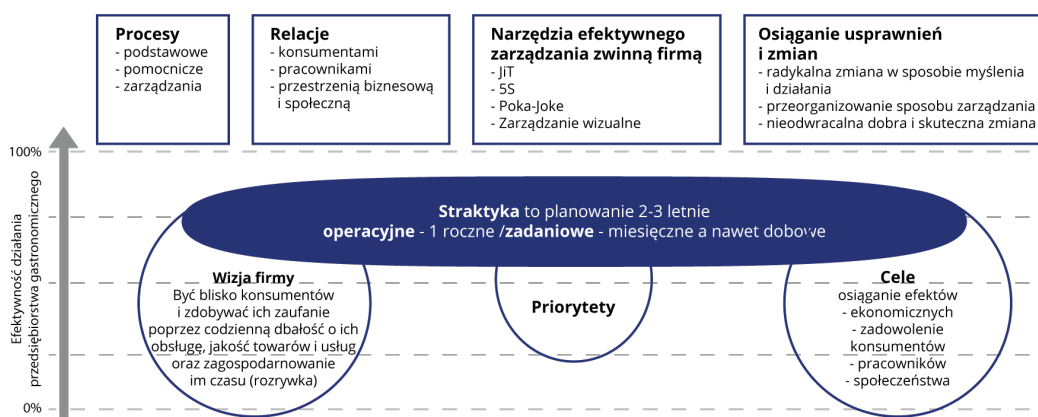 Procesy
- podstawowe
- pomocnicze
- zarządzania
Relacje
- konsumentami
- pracownikami
- przestrzenią biznesową
i społeczną
Narzędzia efektywnego
zarządzania zwinną firmą
- JiT
- 5S
- Poka-Joke
- Zarządzanie wizualne
Osiąganie usprawnień
i zmian
- radykalna zmiana w sposobie myślenia
i działania
- przeorganizowanie sposobu zarządzania
- nieodwracalna dobra i skuteczna zmiana
100%
Efektywność działania
przedsiębiorstwa gastronomicznego
0%
Straktyka to planowanie 2-3 letnie
operacyjne - 1 roczne /zadaniowe - miesięczne a nawet dobowe
Wizja firmy
Być blisko konsumentów
i zdobywać ich zaufanie
poprzez codzienną dbałość o ich
obsługę, jakość towarów i usług
oraz zagospodarnowanie
im czasu (rozrywka)
Priorytety
Cele
osiąganie efektów
- ekonomicznych
- zadowolenie
konsumentów
- pracowników
- społeczeństwa